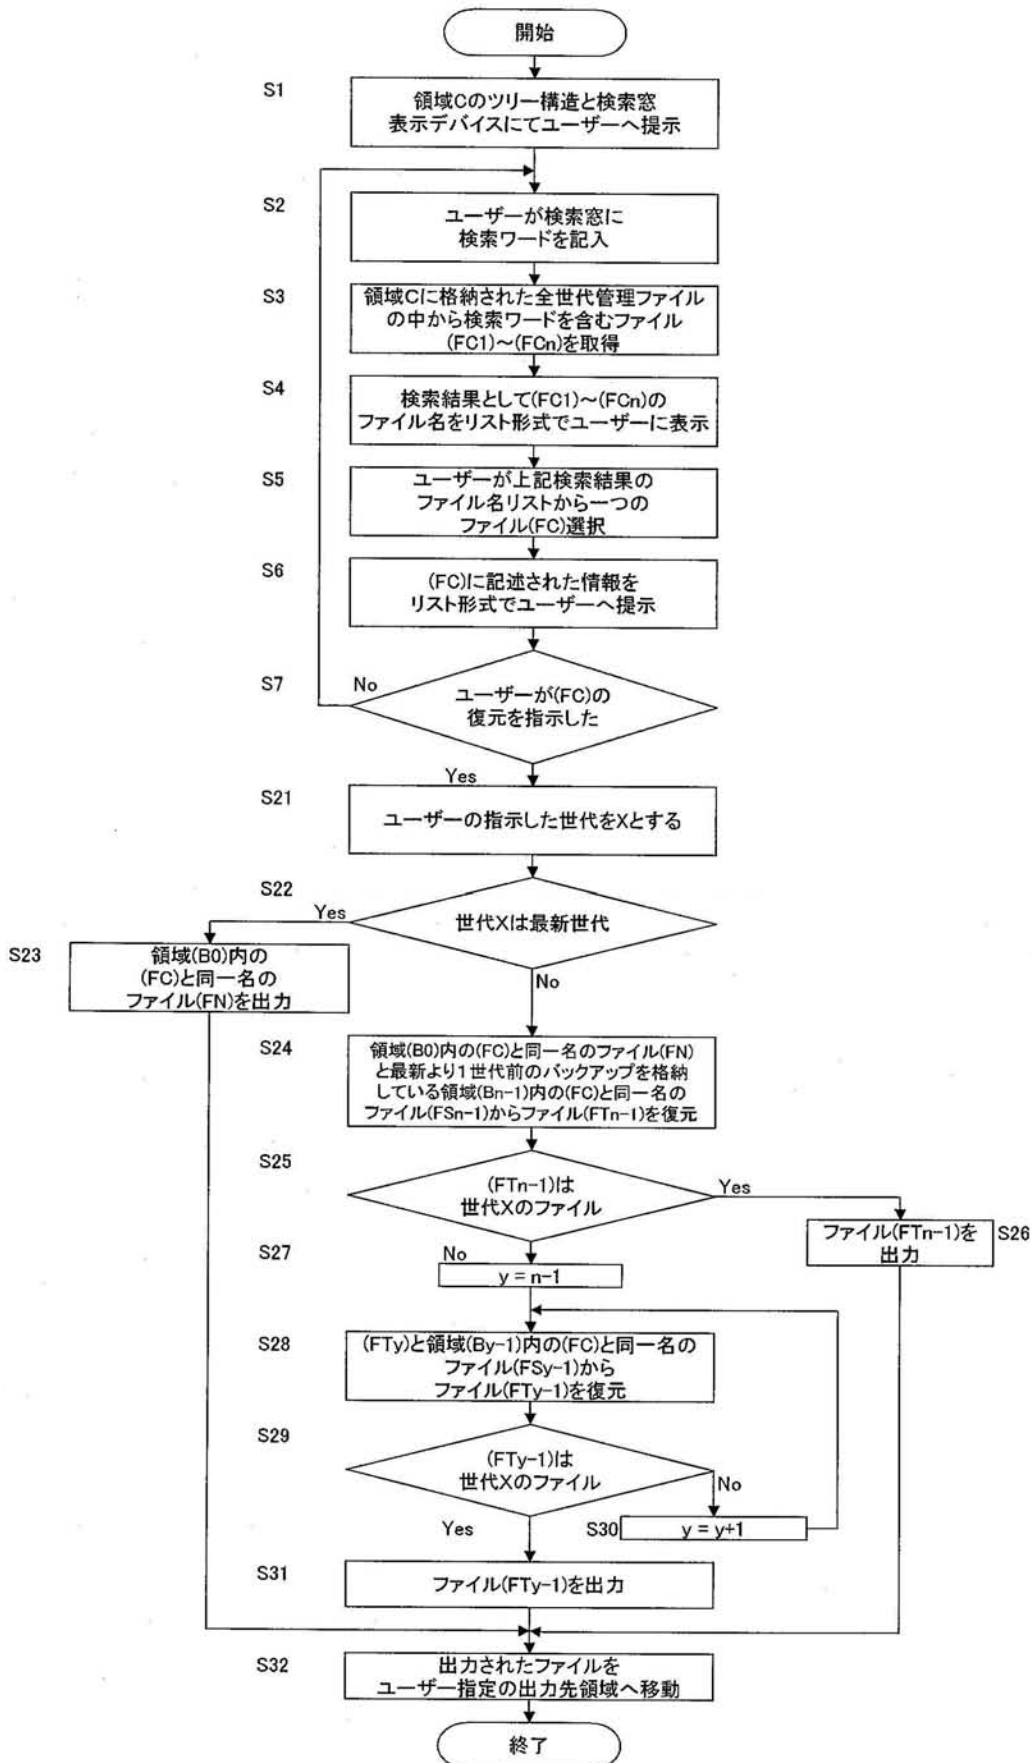 開始
S1
領域Cのツリー構造と検索窓
表示デバイスにてユーザーへ提示
S2
ユーザーが検索窓に
検索ワードを記入
S3
領域Cに格納された全世代管理ファイル
の中から検索ワードを含むファイル
(FC1)～(FCn)を取得
S4
検索結果として(FC1)～(FCn)の
ファイル名をリスト形式でユーザーに表示
S5
ユーザーが上記検索結果の
ファイル名リストから一つの
ファイル(FC)選択
S6
(FC)に記述された情報を
リスト形式でユーザーへ提示
S7
No
ユーザーが(FC)の
復元を指示した
Yes
S21
ユーザーの指示した世代をXとする
S22
Yes
世代Xは最新世代
No
S23
領域(B0)内の
(FC)と同一名の
ファイル(FN)を出力
S24
領域(B0)内の(FC)と同一名のファイル(FN)
と最新より1世代前のバックアップを格納
している領域(Bn-1)内の(FC)と同一名の
ファイル(FSn-1)からファイル(FTn-1)を復元
S25
(FTn-1)は
世代Xのファイル
Yes
No
ファイル(FTn-1)を
出力
S26
S27
y = n-1
S28
(FTy)と領域(By-1)内の(FC)と同一名の
ファイル(FSy-1)から
ファイル(FTy-1)を復元
S29
(FTy-1)は
世代Xのファイル
No
Yes
S30
y = y+1
S31
ファイル(FTy-1)を出力
S32
出力されたファイルを
ユーザー指定の出力先領域へ移動
終了